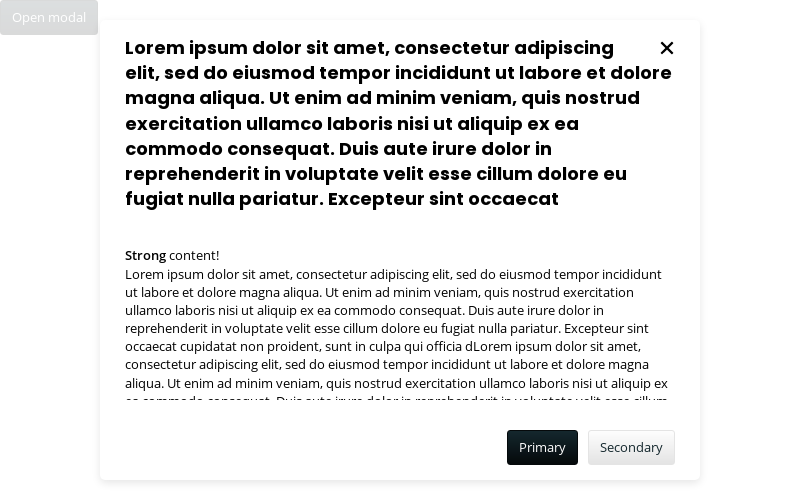 Open modal
Lorem ipsum dolor sit amet, consectetur adipiscing
elit, sed do eiusmod tempor incididunt ut labore et dolore
magna aliqua. Ut enim ad minim veniam, quis nostrud
exercitation ullamco laboris nisi ut aliquip ex ea
commodo consequat. Duis aute irure dolor in
reprehenderit in voluptate velit esse cillum dolore eu
fugiat nulla pariatur. Excepteur sint occaecat
Strong content!
Lorem ipsum dolor sit amet, consectetur adipiscing elit, sed do eiusmod tempor incididunt
ut labore et dolore magna aliqua. Ut enim ad minim veniam, quis nostrud exercitation
ullamco laboris nisi ut aliquip ex ea commodo consequat. Duis aute irure dolor in
reprehenderit in voluptate velit esse cillum dolore eu fugiat nulla pariatur. Excepteur sint
occaecat cupidatat non proident, sunt in culpa qui officia dLorem ipsum dolor sit amet,
consectetur adipiscing elit, sed do eiusmod tempor incididunt ut labore et dolore magna
aliqua. Ut enim ad minim veniam, quis nostrud exercitation ullamco laboris nisi ut aliquip ex
Primary
Secondary